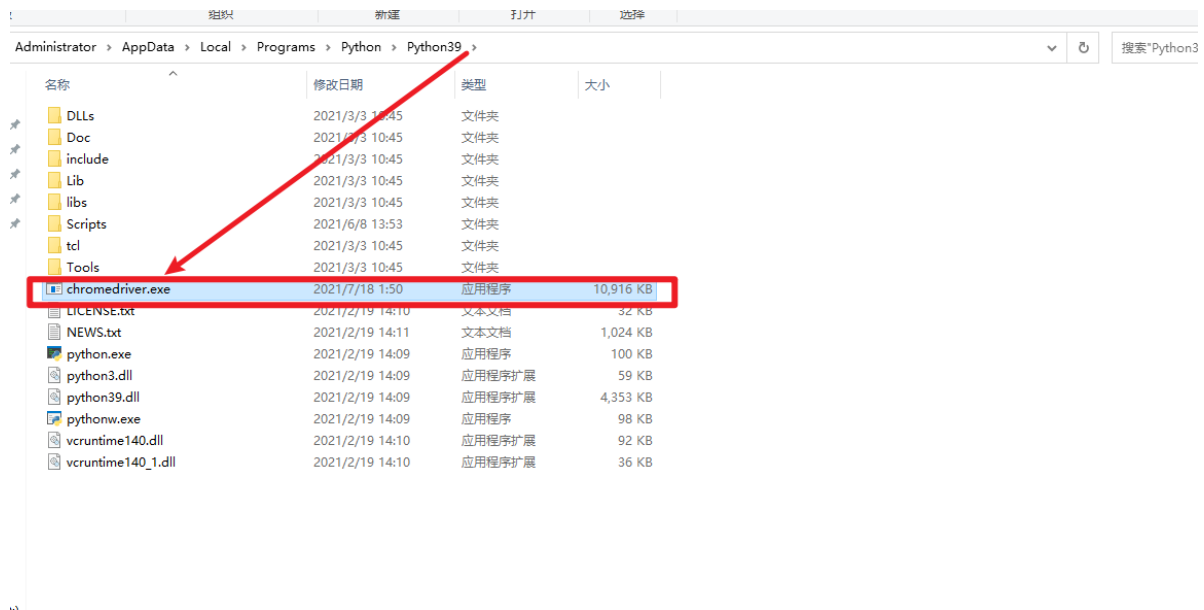 组织 新建 打开 选择
Administrator › AppData › Local › Programs › Python › Python39 ›
搜索"Python3
名称 修改日期 类型 大小
DLLs 2021/3/3 10:45 文件夹
Doc 2021/3/3 10:45 文件夹
include 2021/3/3 10:45 文件夹
Lib 2021/3/3 10:45 文件夹
libs 2021/3/3 10:45 文件夹
Scripts 2021/6/8 13:53 文件夹
tcl 2021/3/3 10:45 文件夹
Tools 2021/3/3 10:45 文件夹
chromedriver.exe 2021/7/18 1:50 应用程序 10,916 KB
LICENSE.txt 2021/2/19 14:10 文本文档 32 KB
NEWS.txt 2021/2/19 14:11 文本文档 1,024 KB
python.exe 2021/2/19 14:09 应用程序 100 KB
python3.dll 2021/2/19 14:09 应用程序扩展 59 KB
python39.dll 2021/2/19 14:09 应用程序扩展 4,353 KB
pythonw.exe 2021/2/19 14:09 应用程序 98 KB
vcruntime140.dll 2021/2/19 14:10 应用程序扩展 92 KB
vcruntime140_1.dll 2021/2/19 14:10 应用程序扩展 36 KB